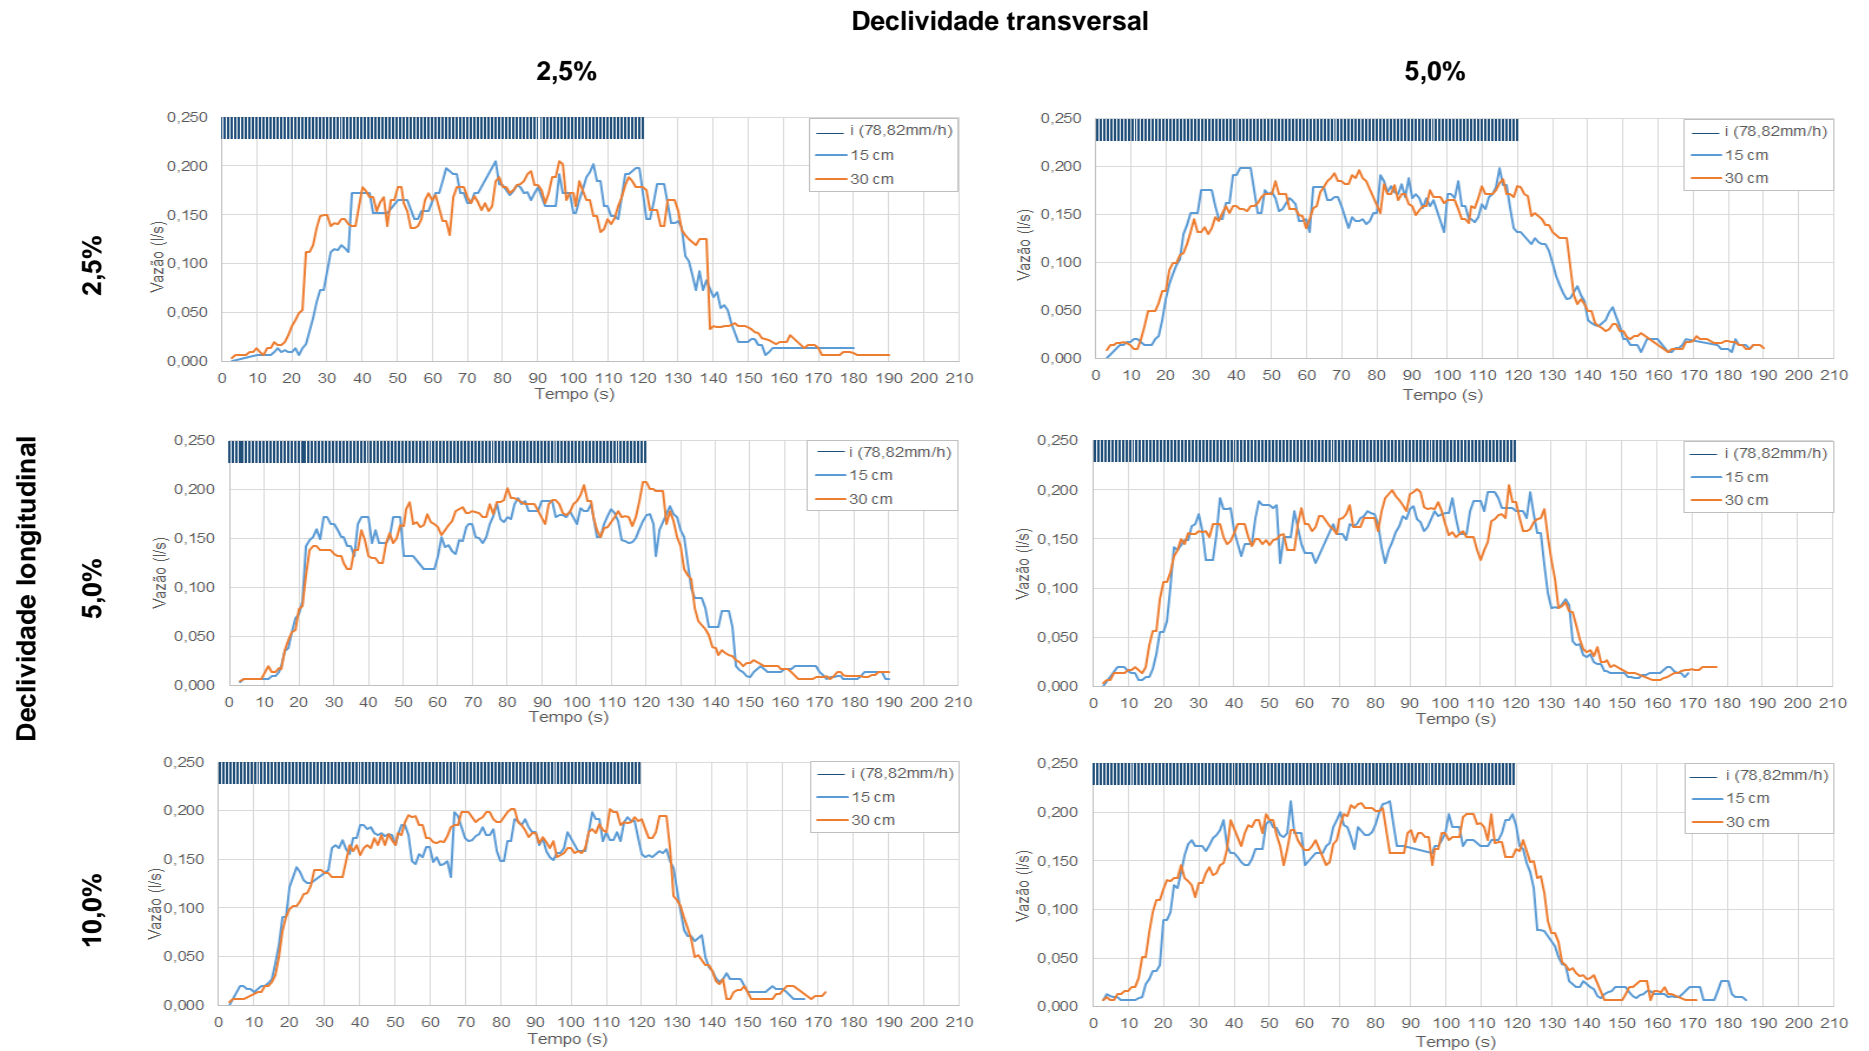 Declividade transversal
2,5%
5,0%
Declividade longitudinal
2,5%
0,250
0,200
0,150
0,100
0,050
0,000
Vazão (l/s)
0 10 20 30 40 50 60 70 80 90 100 110 120 130 140 150 160 170 180 190 200 210
Tempo (s)
i (78,82mm/h)
15 cm
30 cm
0,250
0,200
0,150
0,100
0,050
0,000
Vazão (l/s)
0 10 20 30 40 50 60 70 80 90 100 110 120 130 140 150 160 170 180 190 200 210
Tempo (s)
i (78,82mm/h)
15 cm
30 cm
5,0%
0,250
0,200
0,150
0,100
0,050
0,000
Vazão (l/s)
0 10 20 30 40 50 60 70 80 90 100 110 120 130 140 150 160 170 180 190 200 210
Tempo (s)
i (78,82mm/h)
15 cm
30 cm
0,250
0,200
0,150
0,100
0,050
0,000
Vazão (l/s)
0 10 20 30 40 50 60 70 80 90 100 110 120 130 140 150 160 170 180 190 200 210
Tempo (s)
i (78,82mm/h)
15 cm
30 cm
10,0%
0,250
0,200
0,150
0,100
0,050
0,000
Vazão (l/s)
0 10 20 30 40 50 60 70 80 90 100 110 120 130 140 150 160 170 180 190 200 210
Tempo (s)
i (78,82mm/h)
15 cm
30 cm
0,250
0,200
0,150
0,100
0,050
0,000
Vazão (l/s)
0 10 20 30 40 50 60 70 80 90 100 110 120 130 140 150 160 170 180 190 200 210
Tempo (s)
i (78,82mm/h)
15 cm
30 cm